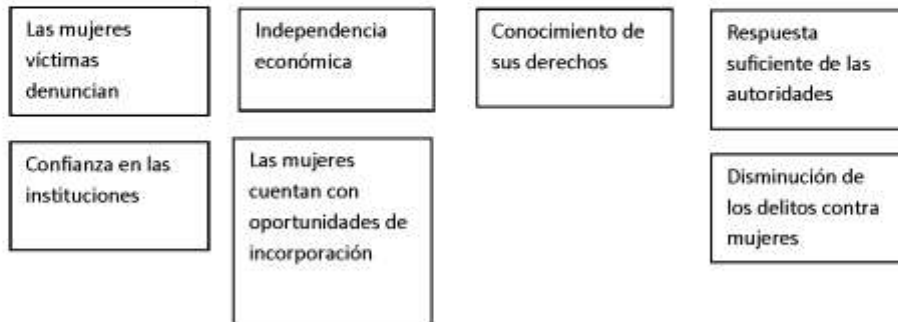 Las mujeres
víctimas
denuncian
Independencia
económica
Conocimiento de
sus derechos
Respuesta
suficiente de las
autoridades
Confianza en las
instituciones
Las mujeres
cuentan con
oportunidades de
incorporación
Disminución de
los delitos contra
mujeres